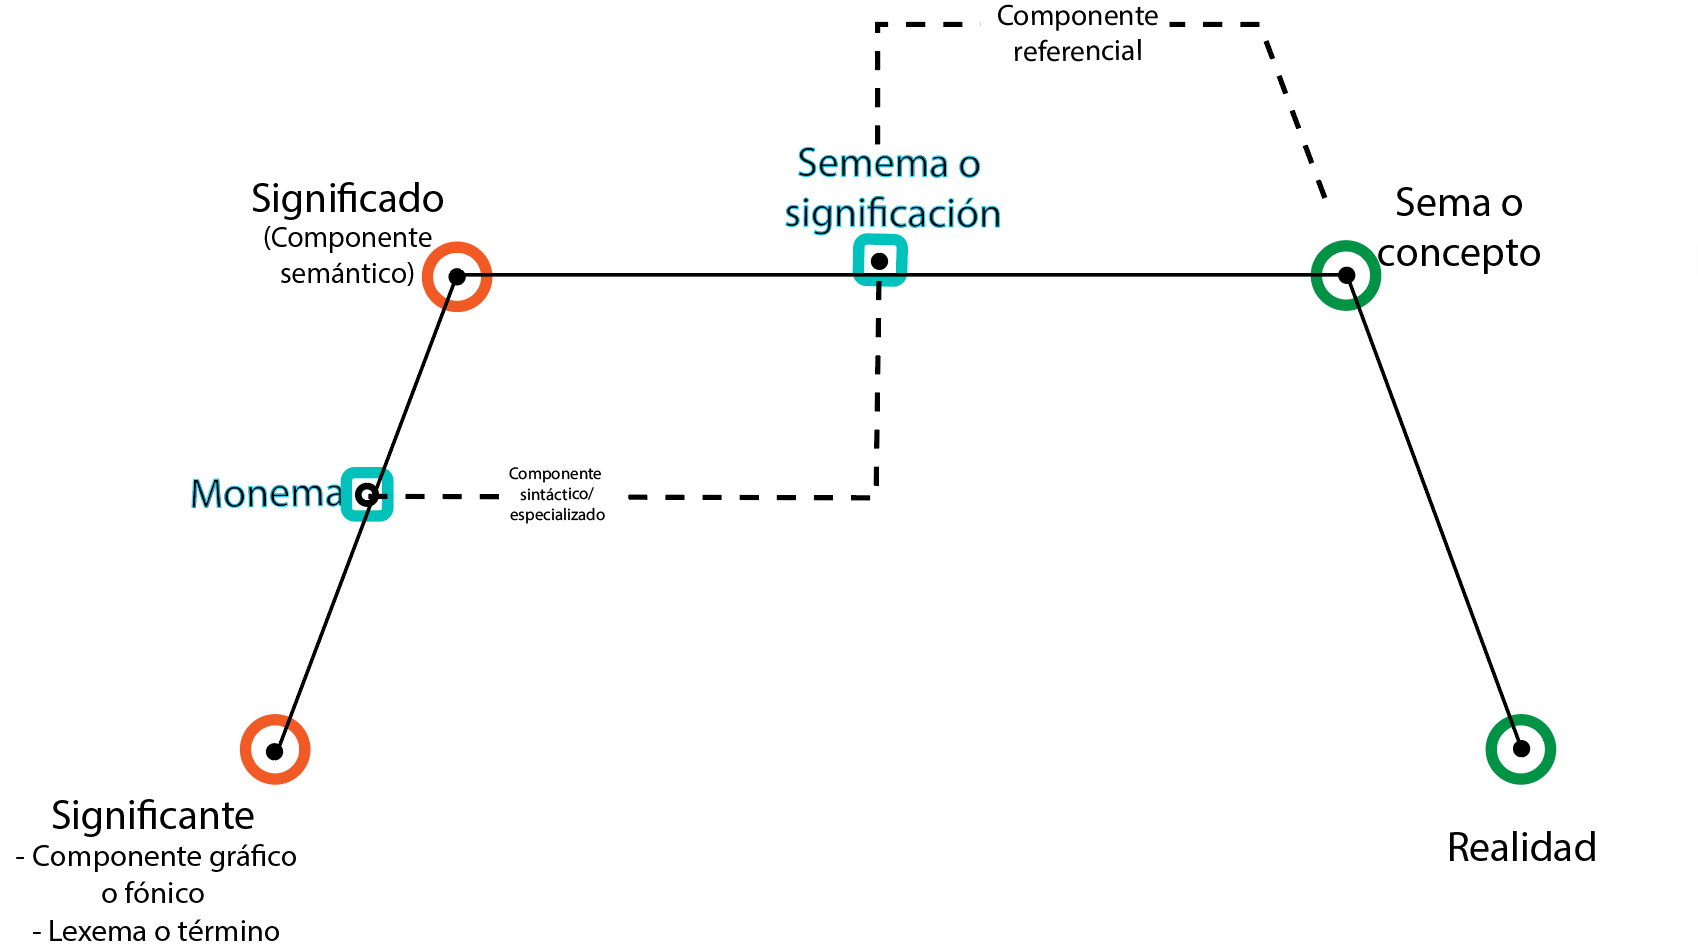 Componente
referencial
Semema o
significación
Significado
(Componente
semántico)
Sema o
concepto
Monema
Componente
sintáctico/
especializado
Significante
- Componente gráfico
o fónico
- Lexema o término
Realidad